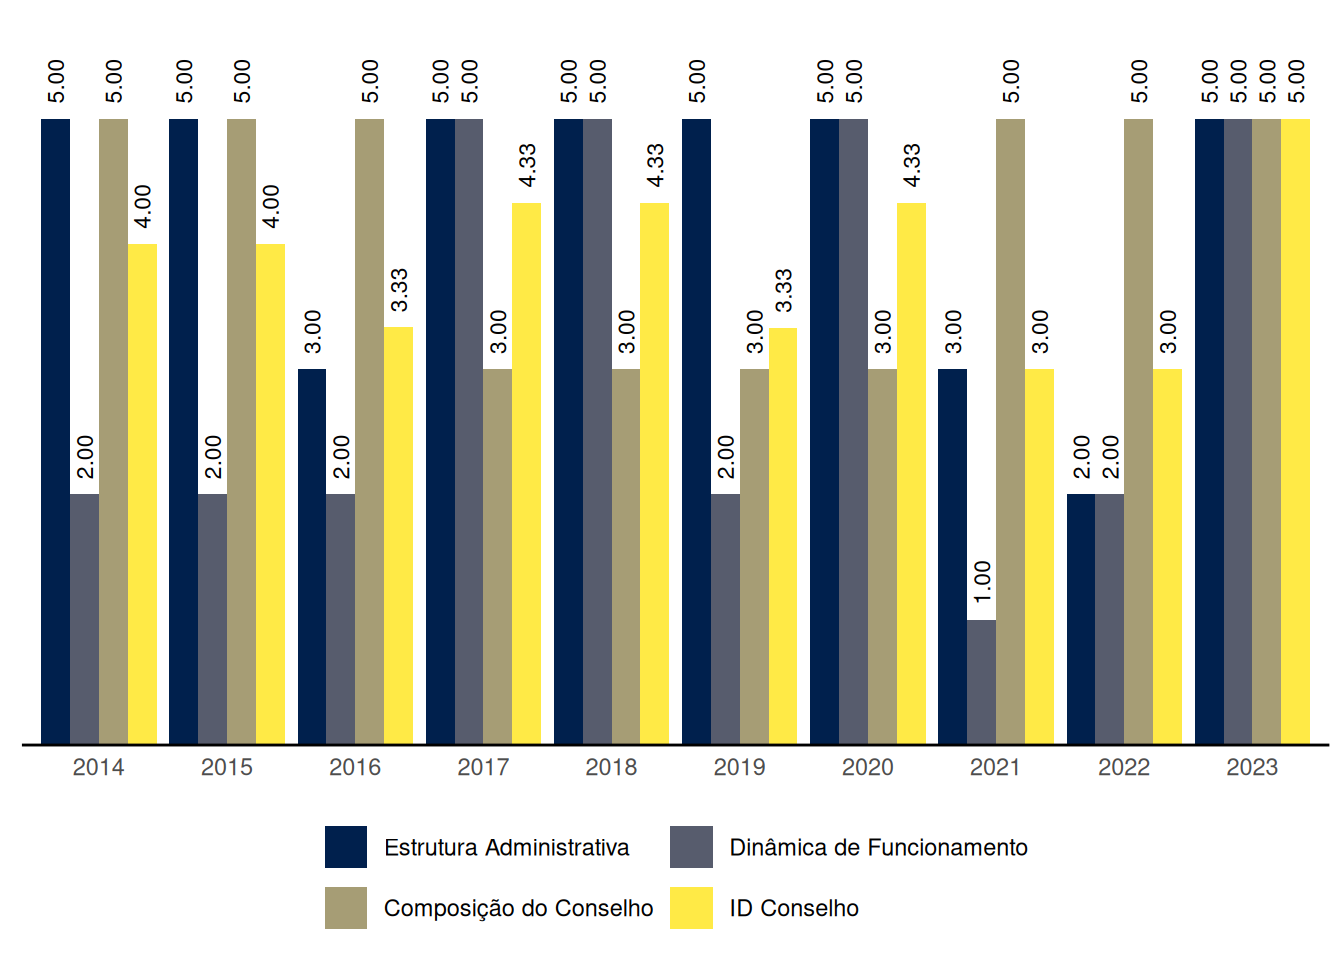 5.00 2.00 5.00 4.00 5.00 2.00 5.00 4.00 3.00 2.00 5.00 3.33 5.00 5.00 3.00 4.33 5.00 5.00 3.00 4.33 5.00 2.00 3.00 3.33 5.00 5.00 3.00 4.33 3.00 1.00 5.00 3.00 2.00 2.00 5.00 3.00 5.00 5.00 5.00 5.00
2014 2015 2016 2017 2018 2019 2020 2021 2022 2023
Estrutura Administrativa Dinâmica de Funcionamento
Composição do Conselho ID Conselho